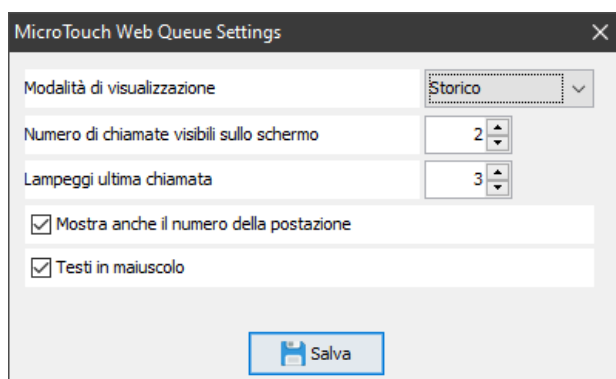 MicroTouch Web Queue Settings
Modalità di visualizzazione Storico
Numero di chiamate visibili sullo schermo 2
Lampeggi ultima chiamata 3
Mostra anche il numero della postazione
Testi in maiuscolo
Salva